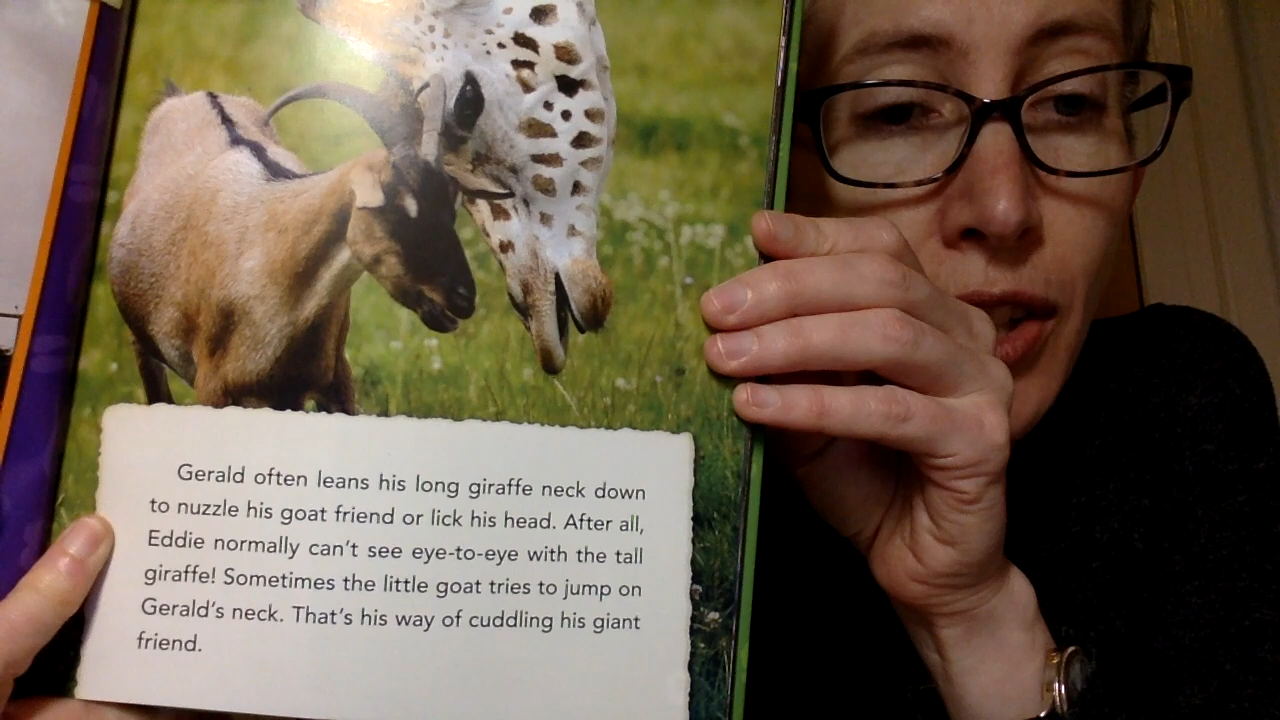 Gerald often leans his long giraffe neck down
to nuzzle his goat friend or lick his head. After all,
Eddie normally can't see eye-to-eye with the tall
giraffe! Sometimes the little goat tries to jump on
Gerald's neck. That's his way of cuddling his giant
friend.